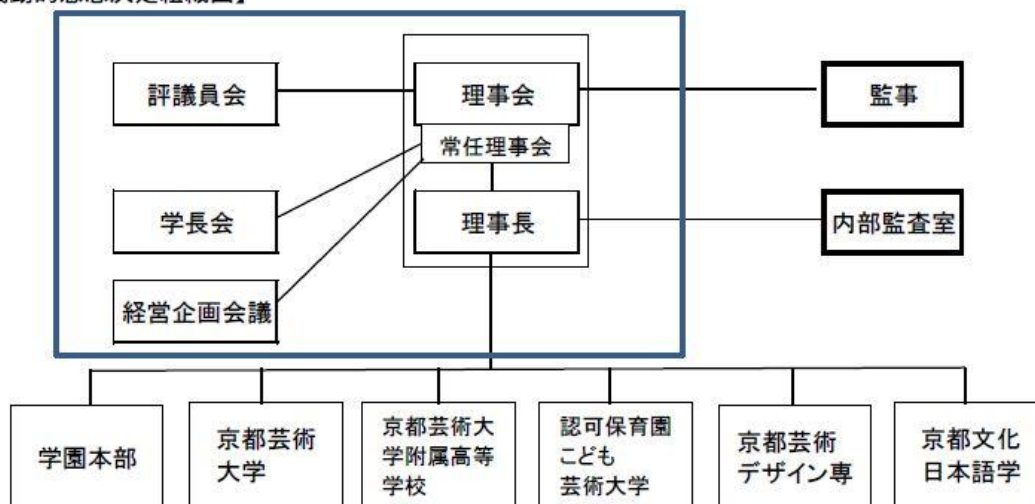 評議員会
理事会
監事
常任理事会
学長会
理事長
内部監査室
経営企画会議
学園本部
京都芸術
大学
京都芸術大
学附属高等
学校
認可保育園
こども
芸術大学
京都芸術
デザイン専
京都文化
日本語学